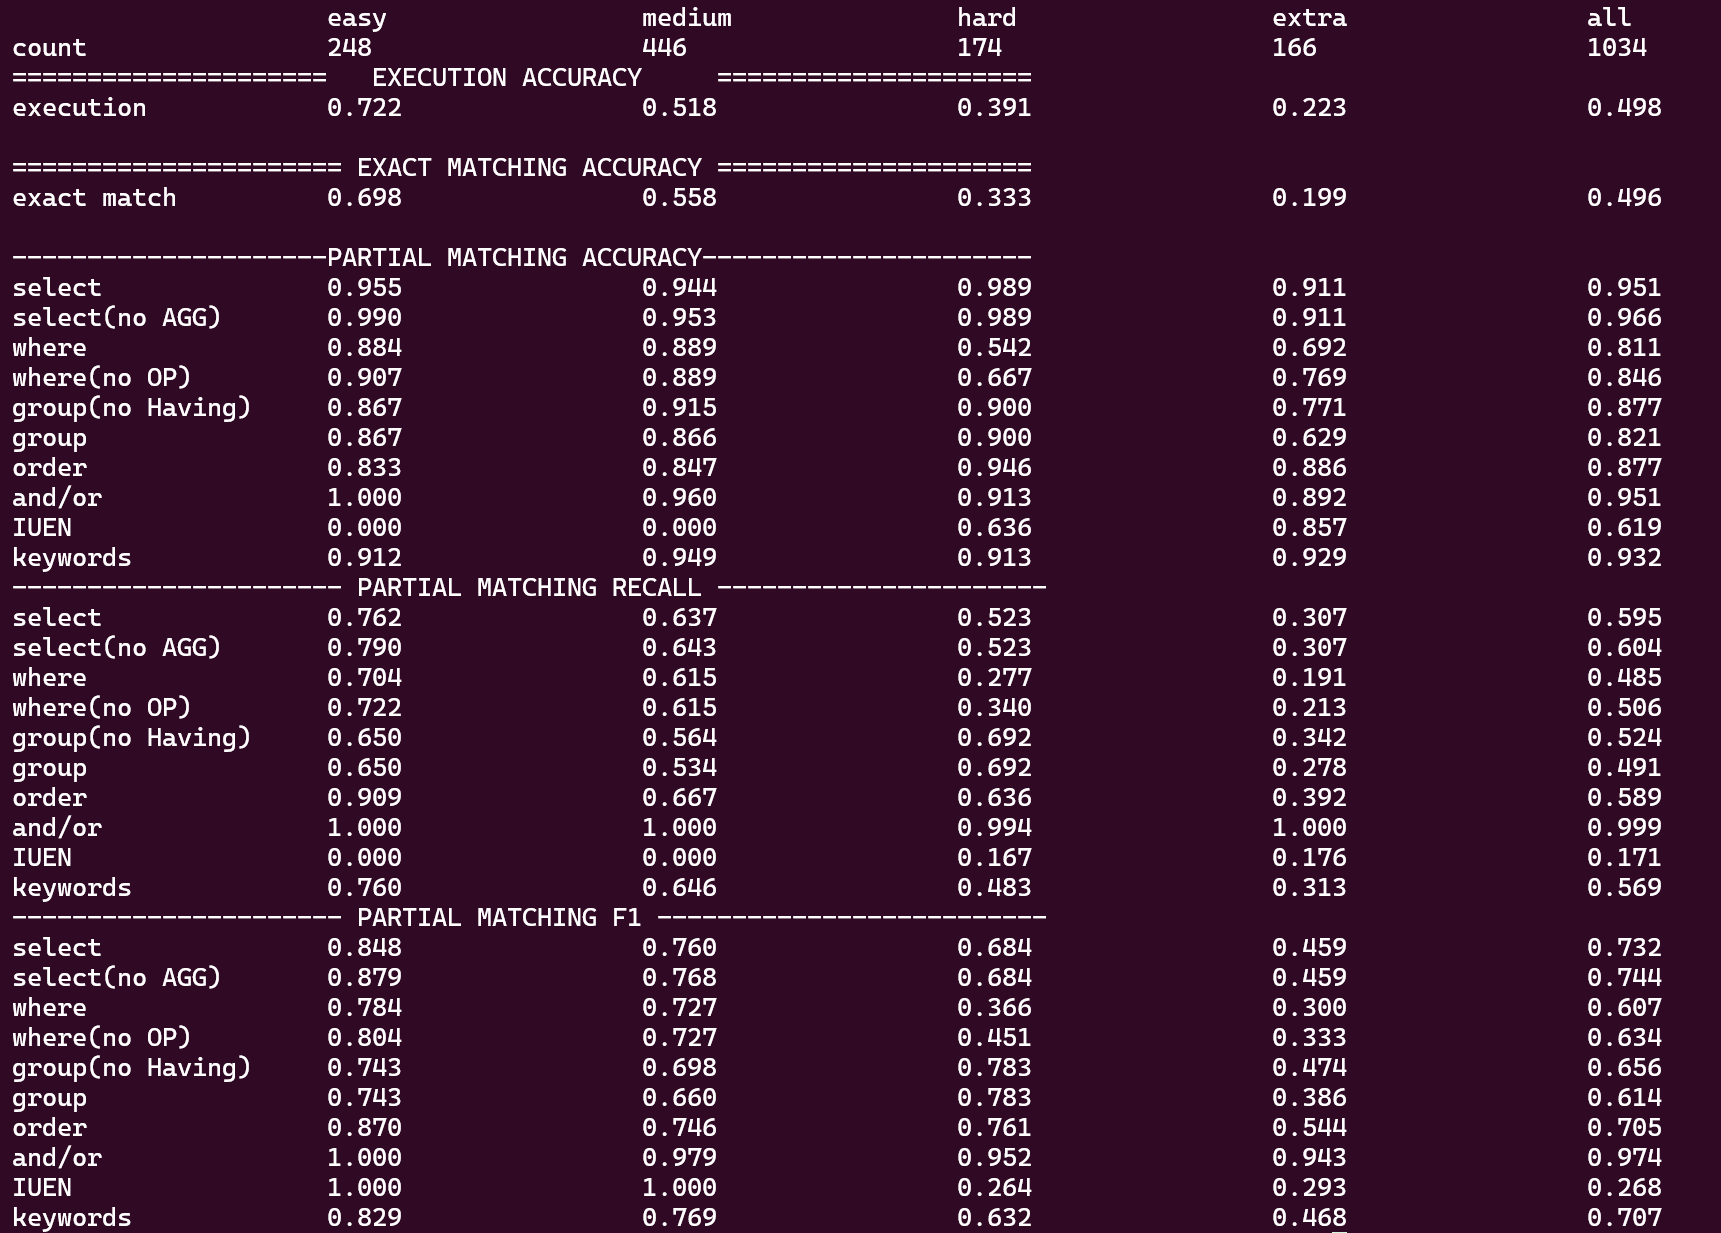 easy medium hard extra all
count 248 446 174 166 1034
===================== EXECUTION ACCURACY =====================
execution 0.722 0.518 0.391 0.223 0.498
====================== EXACT MATCHING ACCURACY =====================
exact match 0.698 0.558 0.333 0.199 0.496
---------------------PARTIAL MATCHING ACCURACY----------------------
select 0.955 0.944 0.989 0.911 0.951
select(no AGG) 0.990 0.953 0.989 0.911 0.966
where 0.884 0.889 0.542 0.692 0.811
where(no OP) 0.907 0.889 0.667 0.769 0.846
group(no Having) 0.867 0.915 0.900 0.771 0.877
group 0.867 0.866 0.900 0.629 0.821
order 0.833 0.847 0.946 0.886 0.877
and/or 1.000 0.960 0.913 0.892 0.951
IUEN 0.000 0.000 0.636 0.857 0.619
keywords 0.912 0.949 0.913 0.929 0.932
---------------------- PARTIAL MATCHING RECALL ----------------------
select 0.762 0.637 0.523 0.307 0.595
select(no AGG) 0.790 0.643 0.523 0.307 0.604
where 0.704 0.615 0.277 0.191 0.485
where(no OP) 0.722 0.615 0.340 0.213 0.506
group(no Having) 0.650 0.564 0.692 0.342 0.524
group 0.650 0.534 0.692 0.278 0.491
order 0.909 0.667 0.636 0.392 0.589
and/or 1.000 1.000 0.994 1.000 0.999
IUEN 0.000 0.000 0.167 0.176 0.171
keywords 0.760 0.646 0.483 0.313 0.569
---------------------- PARTIAL MATCHING F1 --------------------------
select 0.848 0.760 0.684 0.459 0.732
select(no AGG) 0.879 0.768 0.684 0.459 0.744
where 0.784 0.727 0.366 0.300 0.607
where(no OP) 0.804 0.727 0.451 0.333 0.634
group(no Having) 0.743 0.698 0.783 0.474 0.656
group 0.743 0.660 0.783 0.386 0.614
order 0.870 0.746 0.761 0.544 0.705
and/or 1.000 0.979 0.952 0.943 0.974
IUEN 1.000 1.000 0.264 0.293 0.268
keywords 0.829 0.769 0.632 0.468 0.707